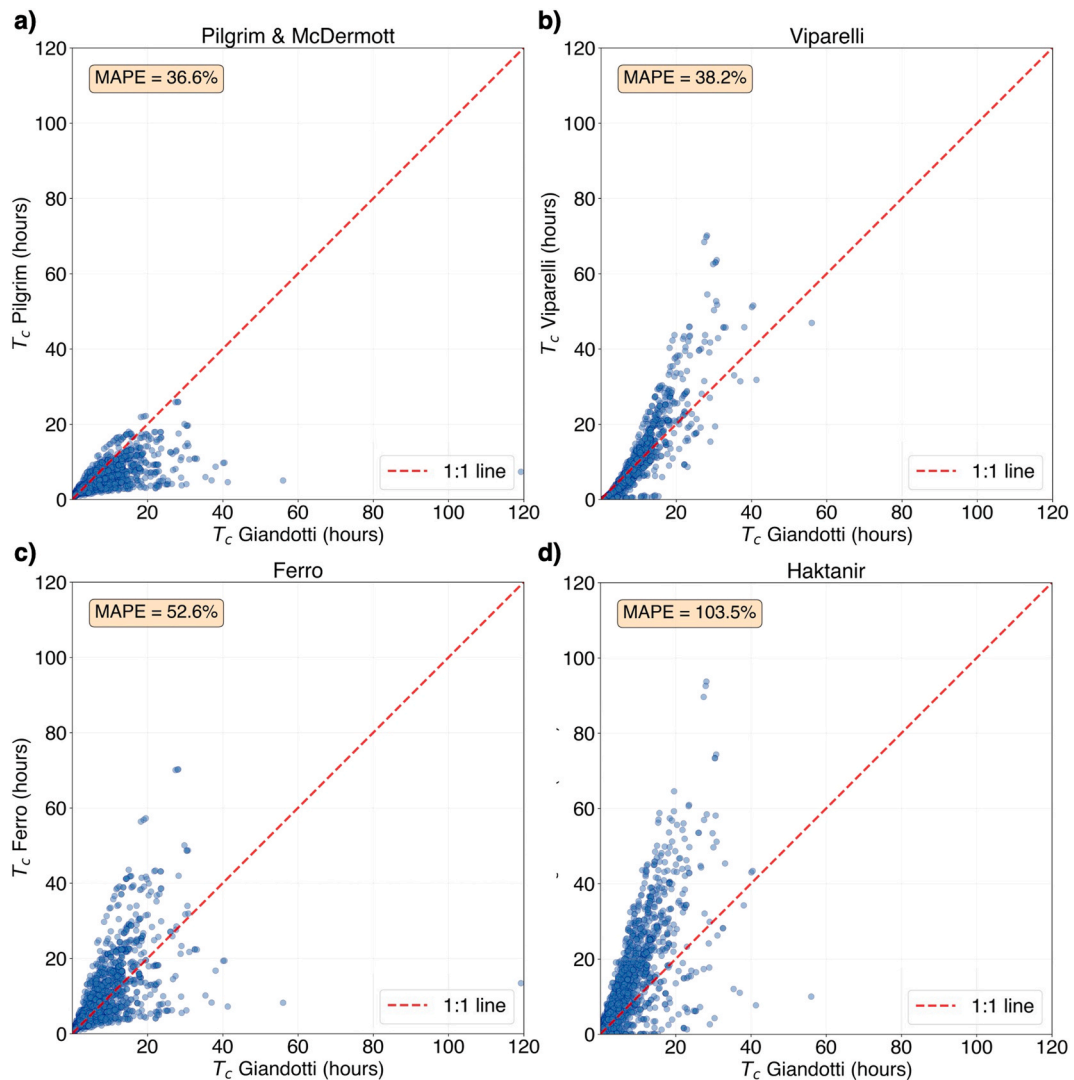 a)
Pilgrim & McDermott
MAPE = 36.6%
120
100
80
60
40
20
0
T_c Pilgrim (hours)
1:1 line
20 40 60 80 100 120
T_c Giandotti (hours)
b)
Viparelli
MAPE = 38.2%
120
100
80
60
40
20
0
T_c Viparelli (hours)
1:1 line
20 40 60 80 100 120
T_c Giandotti (hours)
c)
Ferro
MAPE = 52.6%
120
100
80
60
40
20
0
T_c Ferro (hours)
1:1 line
20 40 60 80 100 120
T_c Giandotti (hours)
d)
Haktanir
MAPE = 103.5%
120
100
80
60
40
20
0
1:1 line
20 40 60 80 100 120
T_c Giandotti (hours)